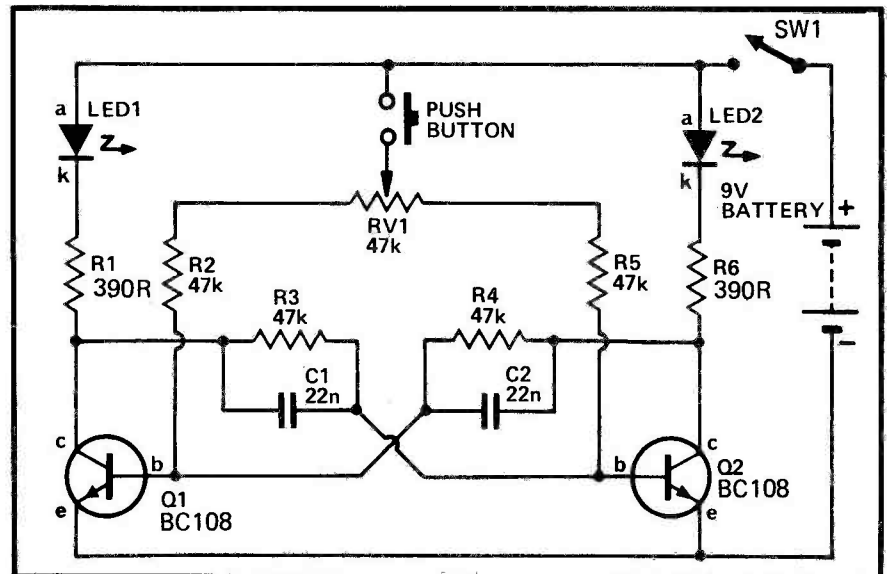 SW1
a LED1
k
PUSH
BUTTON
a LED2
k
9V
BATTERY +
-
RV1
47k
R1
390R
R2
47k
R3
47k
C1
22n
R4
47k
C2
22n
R5
47k
R6
390R
c
b
e
Q1
BC108
c
b
e
Q2
BC108